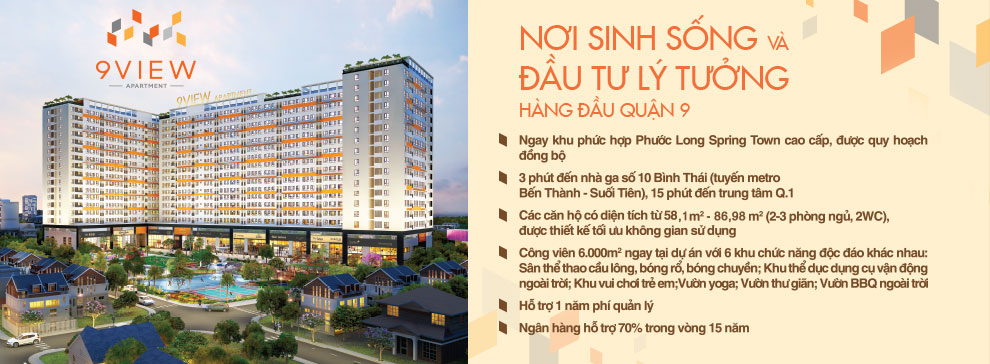 9VIEW
APARTMENT
9VIEW APARTMENT
NƠI SINH SỐNG VÀ
ĐẦU TƯ LÝ TƯỞNG
HÀNG ĐẦU QUẬN 9
Ngay khu phức hợp Phước Long Spring Town cao cấp, được quy hoạch
đồng bộ
3 phút đến nhà ga số 10 Bình Thái (tuyến metro
Bến Thành - Suối Tiên), 15 phút đến trung tâm Q.1
Các căn hộ có diện tích từ 58,1m² - 86,98 m² (2-3 phòng ngủ, 2WC),
được thiết kế tối ưu không gian sử dụng
Công viên 6.000m² ngay tại dự án với 6 khu chức năng độc đáo khác nhau:
Sân thể thao cầu lông, bóng rổ, bóng chuyền; Khu thể dục dụng cụ vận động
ngoài trời; Khu vui chơi trẻ em;Vườn yoga; Vườn thư giãn; Vườn BBQ ngoài trời
Hỗ trợ 1 năm phí quản lý
Ngân hàng hỗ trợ 70% trong vòng 15 năm